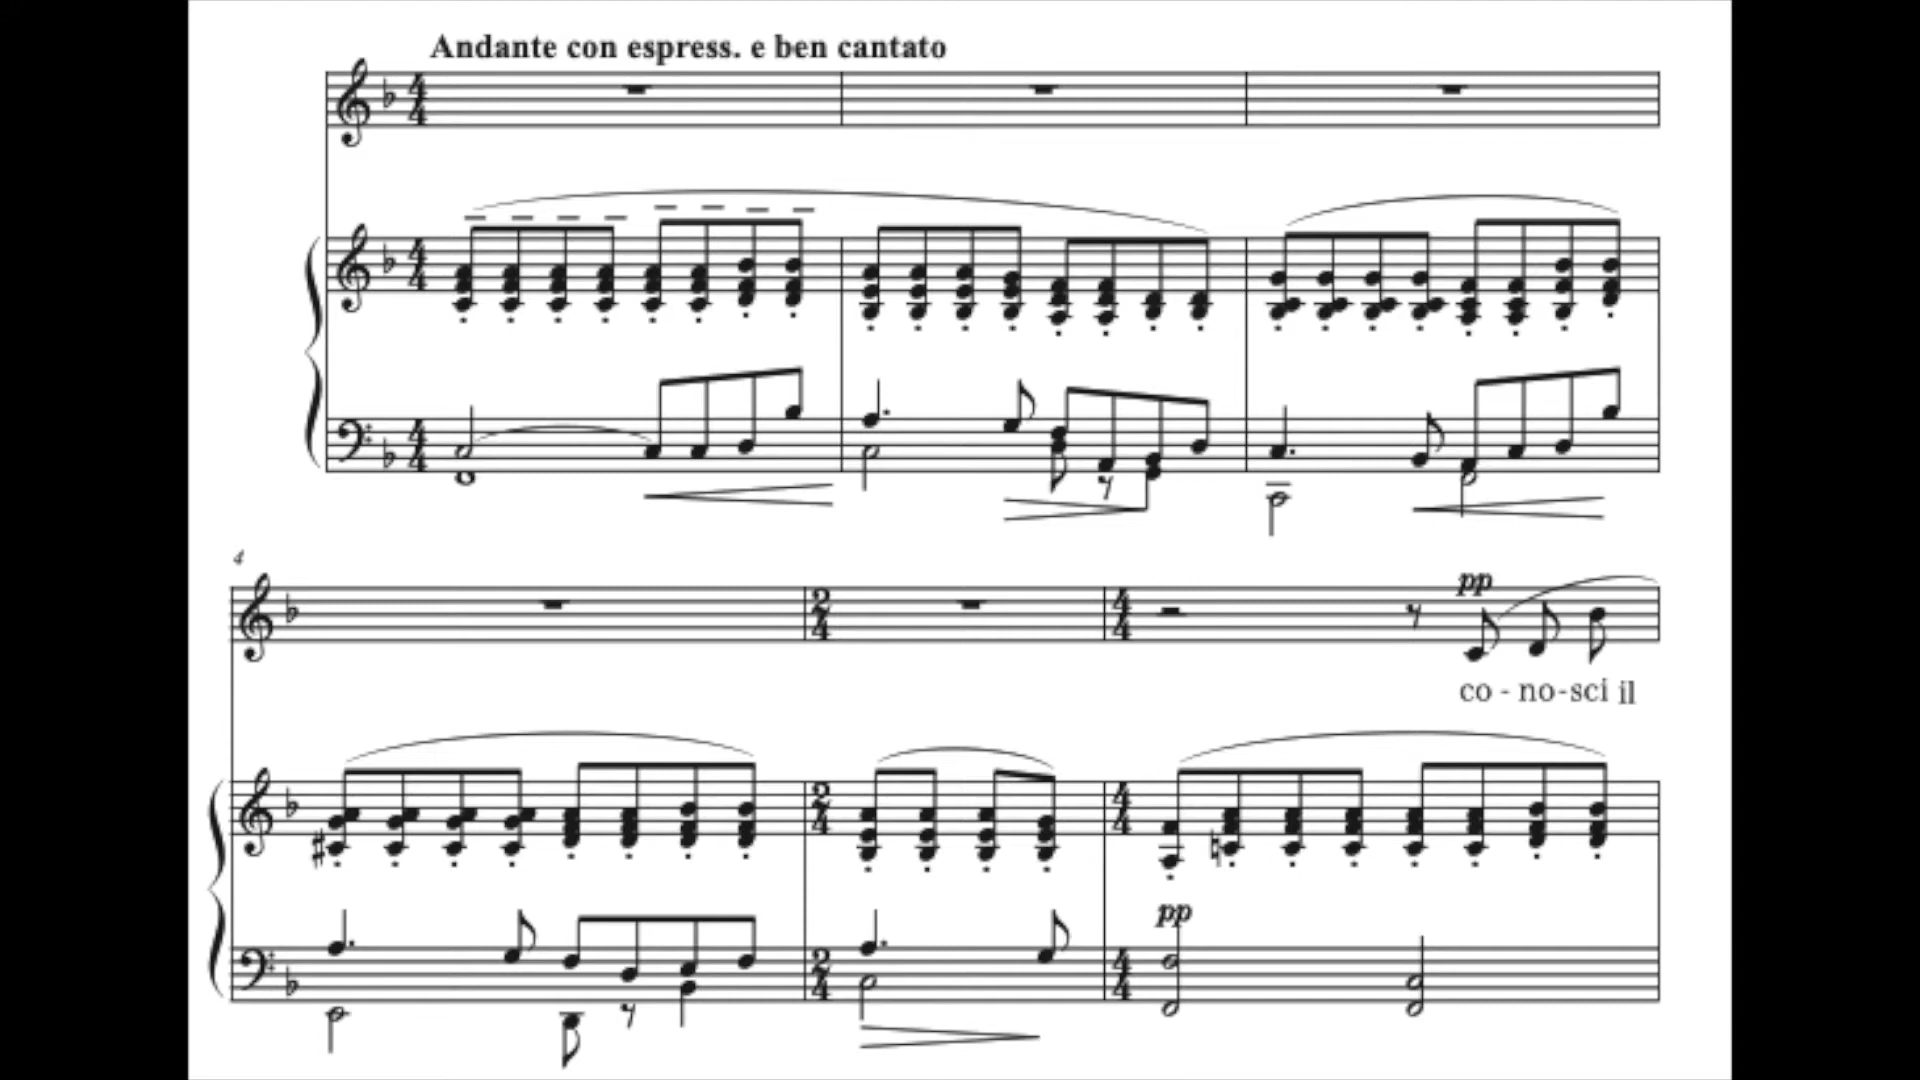 Andante con espress. e ben cantato
4
pp
co - no - sci il
pp